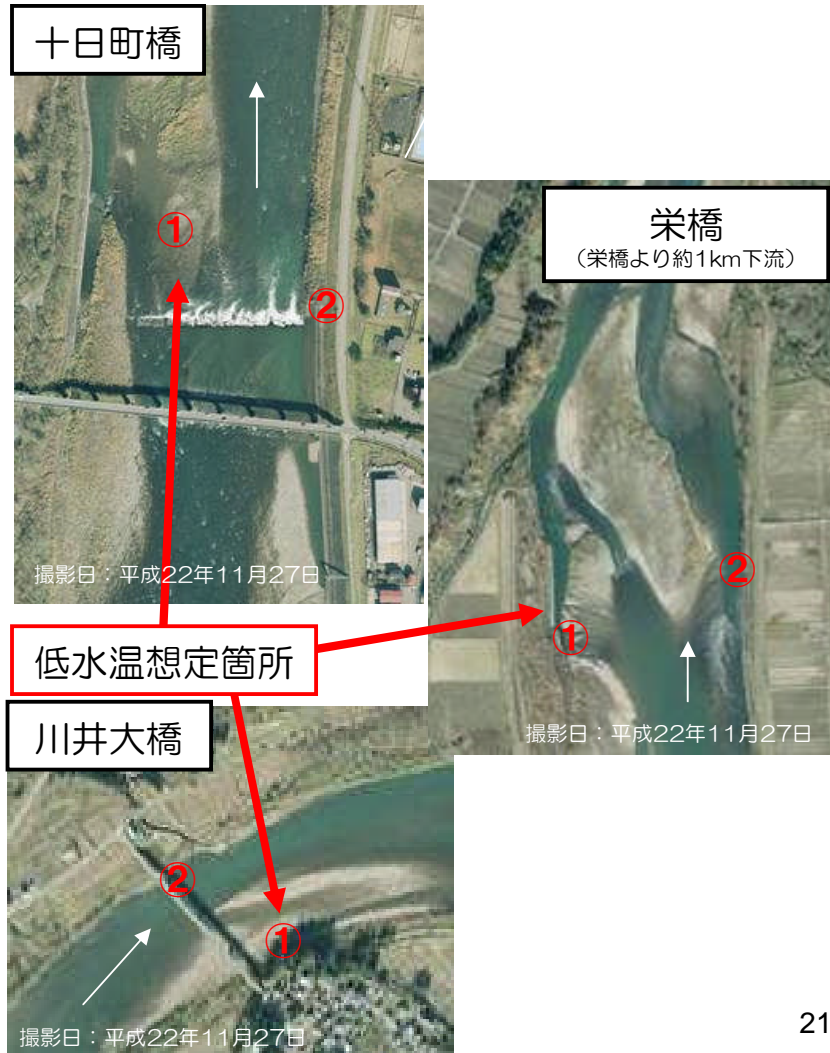 十日町橋
①
②
撮影日：平成22年11月27日
栄橋
（栄橋より約1km下流）
②
①
撮影日：平成22年11月27日
低水温想定箇所
川井大橋
②
①
撮影日：平成22年11月27日
21